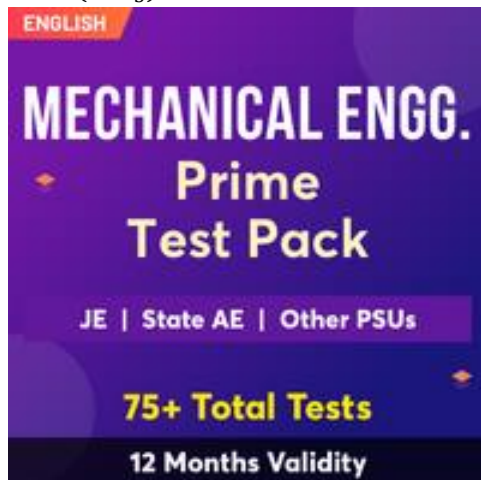 ENGLISH
MECHANICAL ENGG.
Prime
Test Pack
JE | State AE | Other PSUs
75+ Total Tests
12 Months Validity